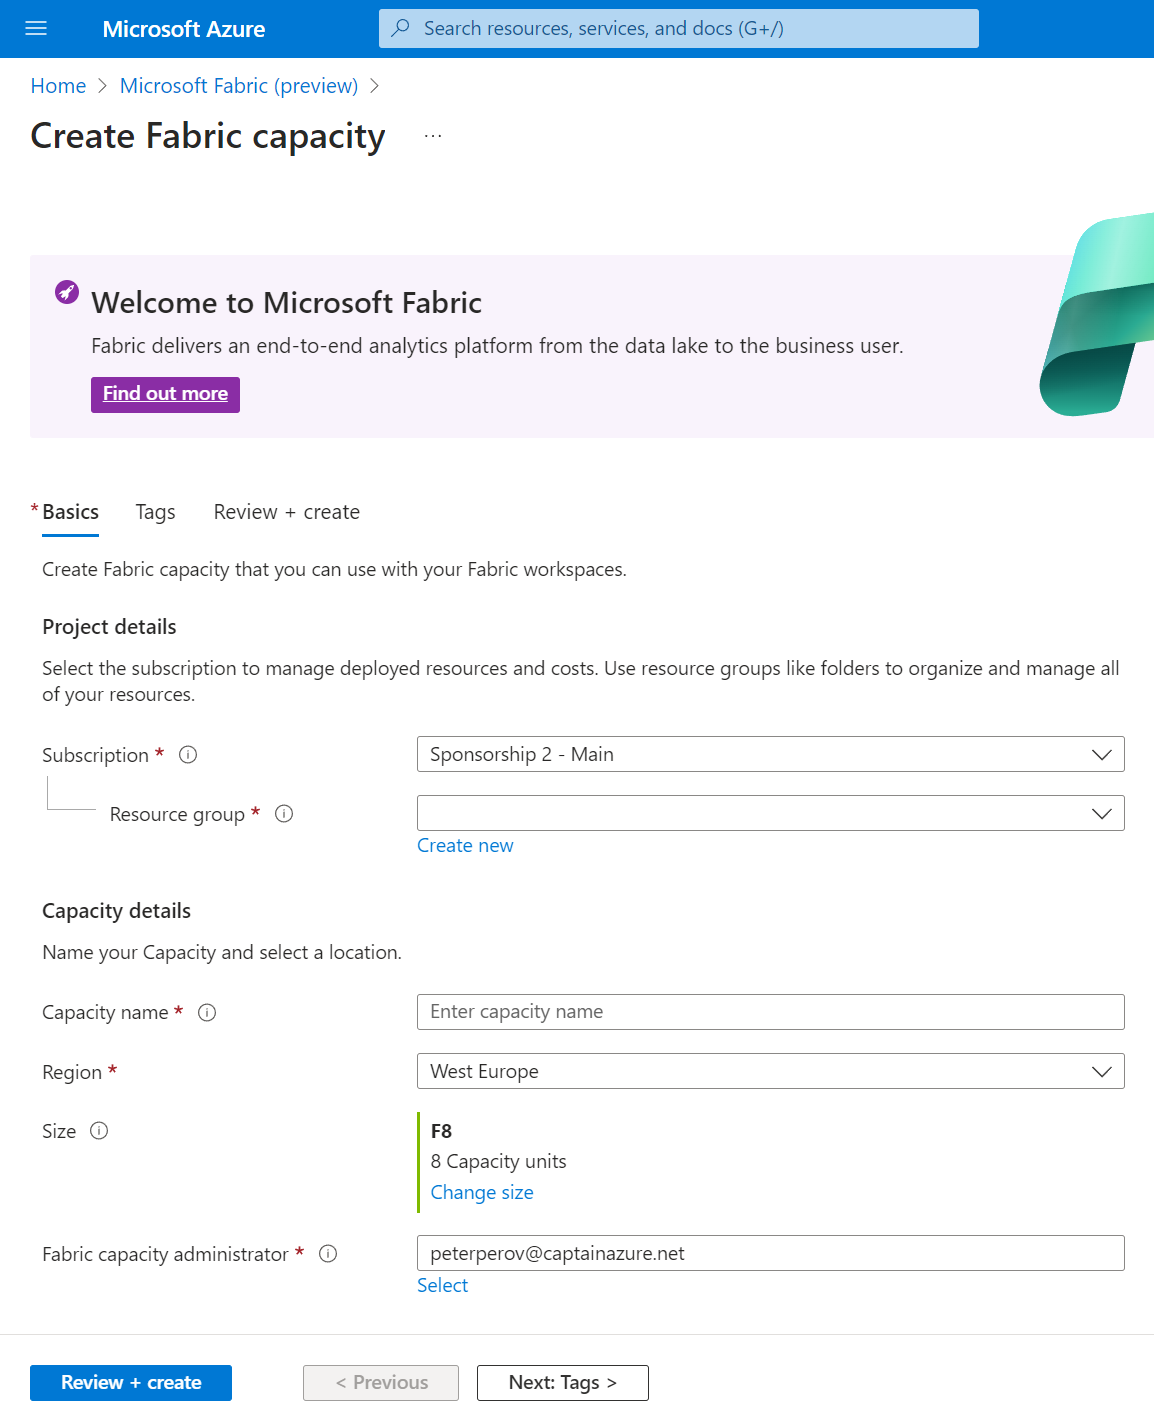 Microsoft Azure
Search resources, services, and docs (G+/)
Home > Microsoft Fabric (preview) >
Create Fabric capacity ...
Welcome to Microsoft Fabric
Fabric delivers an end-to-end analytics platform from the data lake to the business user.
Find out more
* Basics Tags Review + create
Create Fabric capacity that you can use with your Fabric workspaces.
Project details
Select the subscription to manage deployed resources and costs. Use resource groups like folders to organize and manage all
of your resources.
Subscription * Sponsorship 2 - Main
Resource group *
Create new
Capacity details
Name your Capacity and select a location.
Capacity name * Enter capacity name
Region * West Europe
Size F8
8 Capacity units
Change size
Fabric capacity administrator * peterperov@captainazure.net
Select
Review + create < Previous Next: Tags >